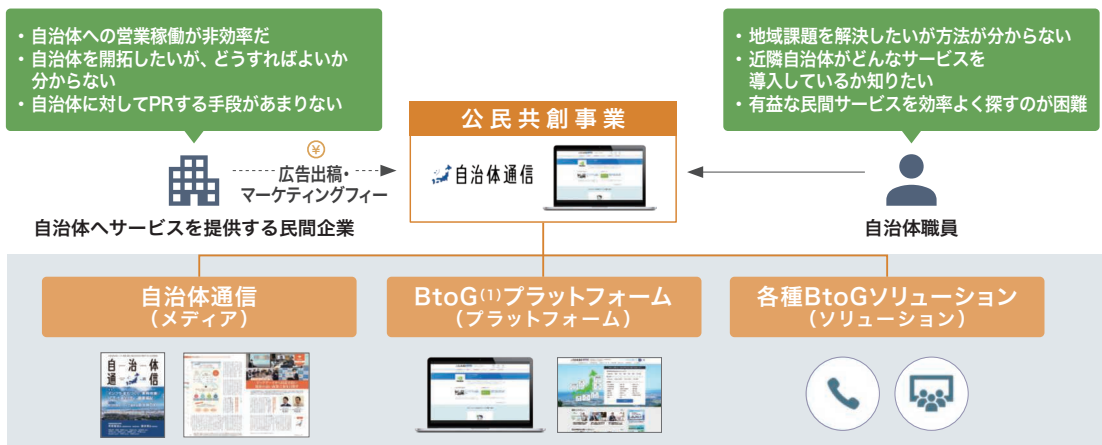 ・自治体への営業稼働が非効率だ
・自治体を開拓したいが、どうすればよいか
分からない
・自治体に対してPRする手段があまりない
・地域課題を解決したいが方法が分からない
・近隣自治体がどんなサービスを
導入しているか知りたい
・有益な民間サービスを効率よく探すのが困難
公民共創事業
自治体通信
¥
広告出稿・
マーケティングフィー
自治体へサービスを提供する民間企業
自治体職員
自治体通信
(メディア)
BtoG(1)プラットフォーム
(プラットフォーム)
各種BtoGソリューション
(ソリューション)
自治体
通信